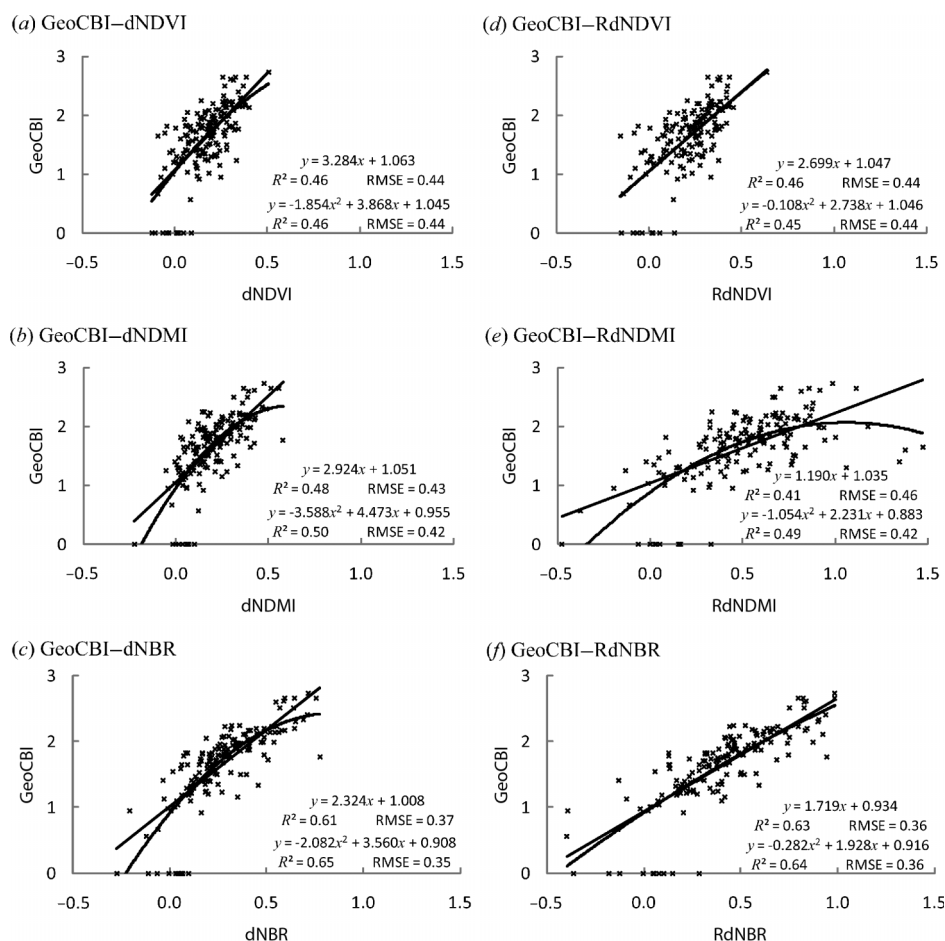 (a) GeoCBI–dNDVI
3
2
1
0
GeoCBI
y = 3.284x + 1.063
R² = 0.46 RMSE = 0.44
y = -1.854x² + 3.868x + 1.045
R² = 0.46 RMSE = 0.44
−0.5 0.0 0.5 1.0 1.5
dNDVI
(d) GeoCBI–RdNDVI
3
2
1
0
GeoCBI
y = 2.699x + 1.047
R² = 0.46 RMSE = 0.44
y = -0.108x² + 2.738x + 1.046
R² = 0.45 RMSE = 0.44
−0.5 0.0 0.5 1.0 1.5
RdNDVI
(b) GeoCBI–dNDMI
3
2
1
0
GeoCBI
y = 2.924x + 1.051
R² = 0.48 RMSE = 0.43
y = -3.588x² + 4.473x + 0.955
R² = 0.50 RMSE = 0.42
−0.5 0.0 0.5 1.0 1.5
dNDMI
(e) GeoCBI–RdNDMI
3
2
1
0
GeoCBI
y = 1.190x + 1.035
R² = 0.41 RMSE = 0.46
y = -1.054x² + 2.231x + 0.883
R² = 0.49 RMSE = 0.42
−0.5 0.0 0.5 1.0 1.5
RdNDMI
(c) GeoCBI–dNBR
3
2
1
0
GeoCBI
y = 2.324x + 1.008
R² = 0.61 RMSE = 0.37
y = -2.082x² + 3.560x + 0.908
R² = 0.65 RMSE = 0.35
−0.5 0.0 0.5 1.0 1.5
dNBR
(f) GeoCBI–RdNBR
3
2
1
0
GeoCBI
y = 1.719x + 0.934
R² = 0.63 RMSE = 0.36
y = -0.282x² + 1.928x + 0.916
R² = 0.64 RMSE = 0.36
−0.5 0.0 0.5 1.0 1.5
RdNBR